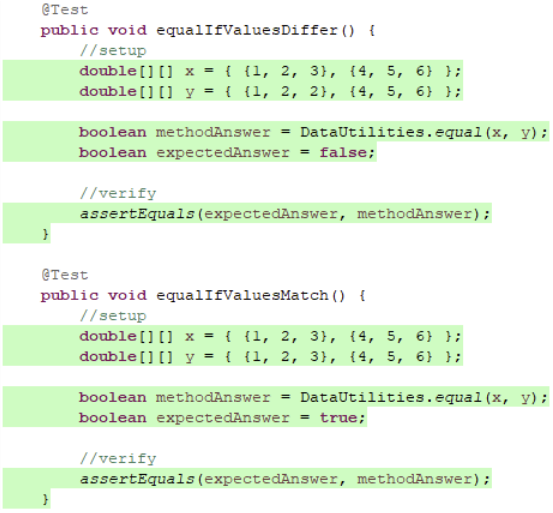 @Test
public void equalIfValuesDiffer() {
//setup
double[][] x = { {1, 2, 3}, {4, 5, 6} };
double[][] y = { {1, 2, 2}, {4, 5, 6} };
boolean methodAnswer = DataUtilities.equal(x, y);
boolean expectedAnswer = false;
//verify
assertEquals(expectedAnswer, methodAnswer);
}
@Test
public void equalIfValuesMatch() {
//setup
double[][] x = { {1, 2, 3}, {4, 5, 6} };
double[][] y = { {1, 2, 3}, {4, 5, 6} };
boolean methodAnswer = DataUtilities.equal(x, y);
boolean expectedAnswer = true;
//verify
assertEquals(expectedAnswer, methodAnswer);
}